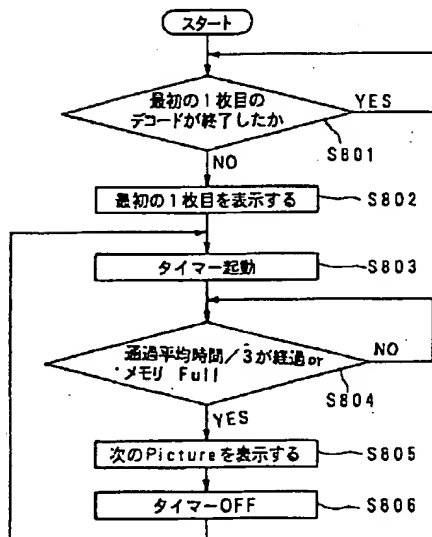 スタート
最初の1枚目の
デコードが終了したか
YES
S801
NO
最初の1枚目を表示する
S802
タイマー起動
S803
通過平均時間/3が経過or
メモリ Full
NO
S804
YES
次のPictureを表示する
S805
タイマーOFF
S806